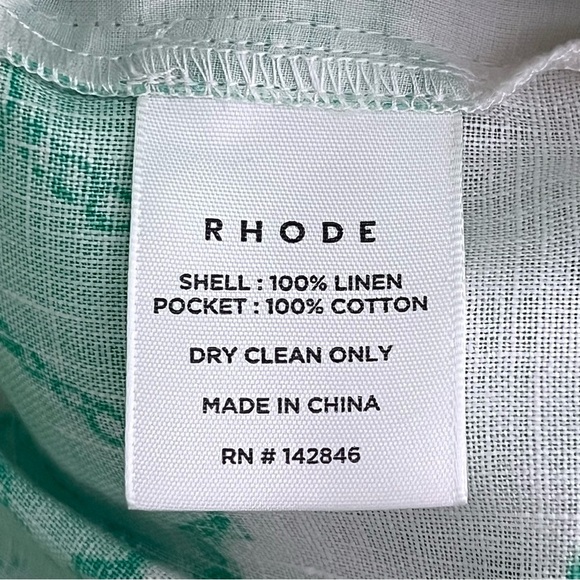 RHODE
SHELL : 100% LINEN
POCKET : 100% COTTON
DRY CLEAN ONLY
MADE IN CHINA
RN # 142846